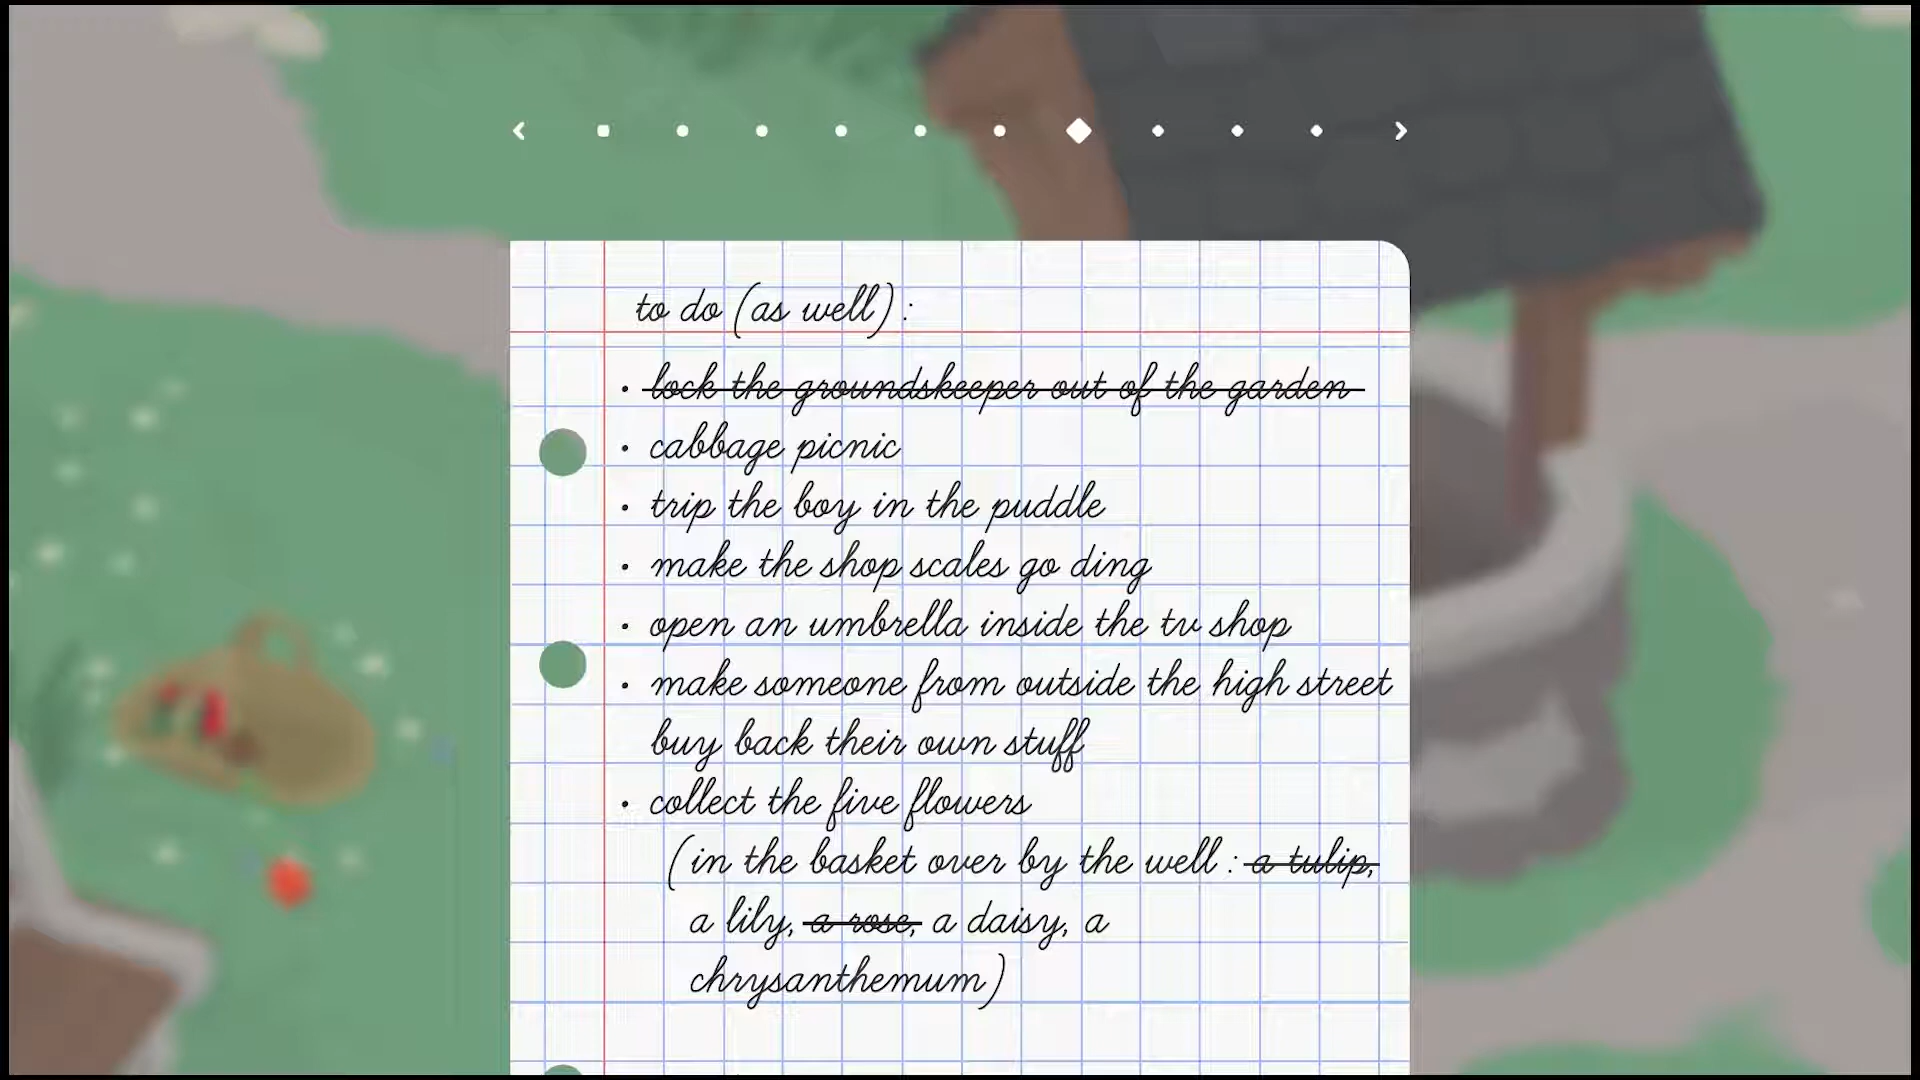 to do (as well) :
• lock the groundskeeper out of the garden
• cabbage picnic
• trip the boy in the puddle
• make the shop scales go ding
• open an umbrella inside the tv shop
• make someone from outside the high street
buy back their own stuff
• collect the five flowers
(in the basket over by the well : a tulip,
a lily, a rose, a daisy, a
chrysanthemum)